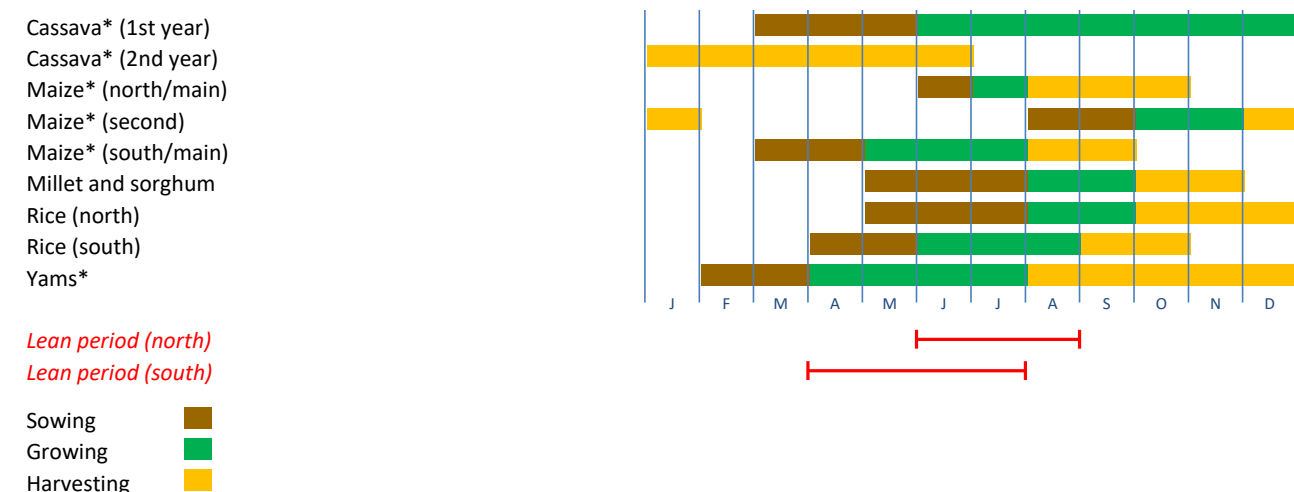 Cassava* (1st year)
Cassava* (2nd year)
Maize* (north/main)
Maize* (second)
Maize* (south/main)
Millet and sorghum
Rice (north)
Rice (south)
Yams*
J F M A M J J A S O N D
Lean period (north)
Lean period (south)
Sowing
Growing
Harvesting